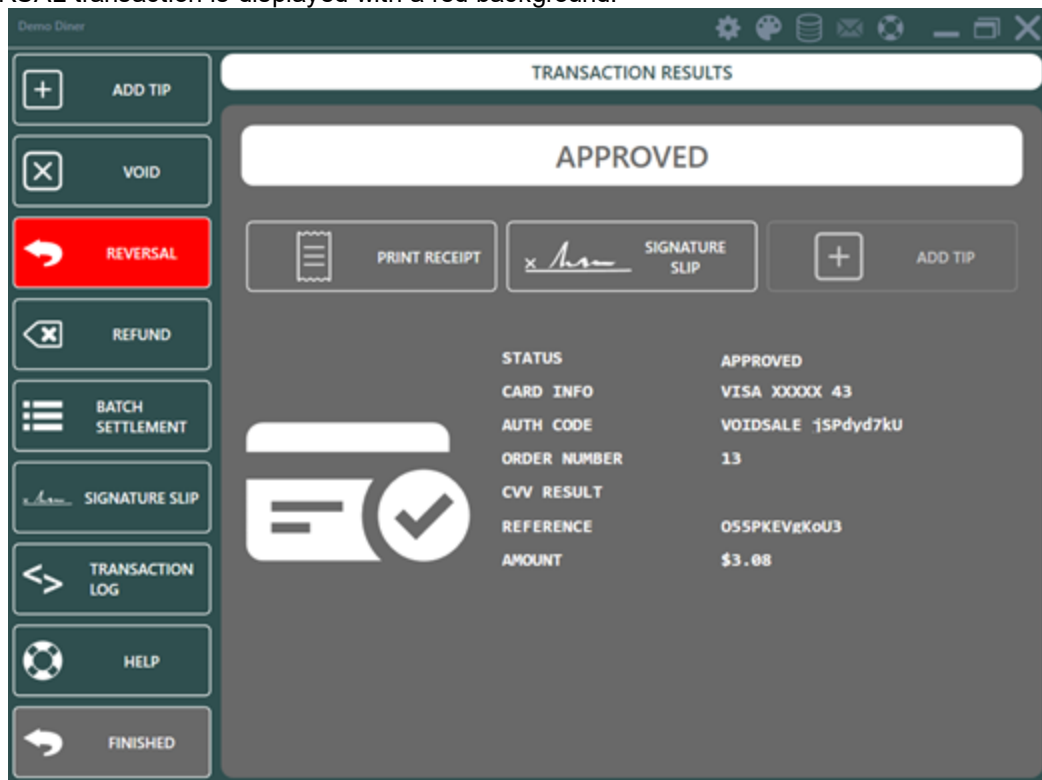 RSAL transaction is displayed with a red background.
Demo Diner
ADD TIP
VOID
REVERSAL
REFUND
BATCH
SETTLEMENT
SIGNATURE SLIP
TRANSACTION
LOG
HELP
FINISHED
TRANSACTION RESULTS
APPROVED
PRINT RECEIPT
SIGNATURE
SLIP
ADD TIP
STATUS APPROVED
CARD INFO VISA XXXXX 43
AUTH CODE VOIDSALE jSPdyd7kU
ORDER NUMBER 13
CVV RESULT
REFERENCE O55PKEVgKoU3
AMOUNT $3.08